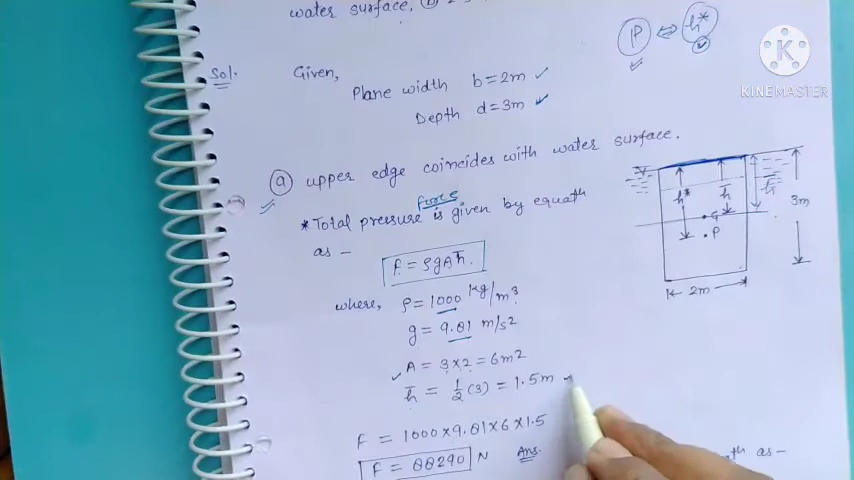 water surface, (b)
Sol.
Given,
Plane width b = 2m ✓
Depth d = 3m ✓
P ⇔ h*
KINEMASTER
(a) upper edge coincides with water surface.
force
*Total pressure is given by equatⁿ
as –
F = ρgAh̄.
where, ρ = 1000 kg/m³
g = 9.81 m/s²
A = 3×2 = 6m²
h̄ = 1/2 (3) = 1.5m
F = 1000×9.81×6×1.5
F = 88290 N Ans.
as –
h*
h̄
h̄
3m
G
P
2m